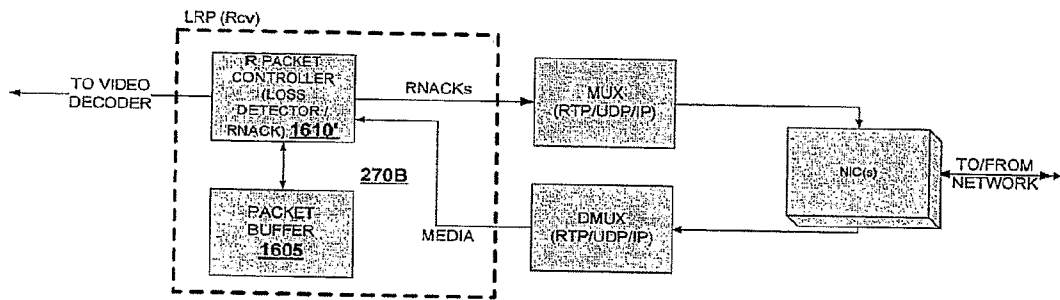 LRP (Rcv)
R PACKET
CONTROLLER
(LOSS
DETECTOR /
RNACK) 1610'
TO VIDEO
DECODER
RNACKs
MUX
(RTP/UDP/IP)
NIC(s)
TO/FROM
NETWORK
270B
PACKET
BUFFER
1605
MEDIA
DMUX
(RTP/UDP/IP)